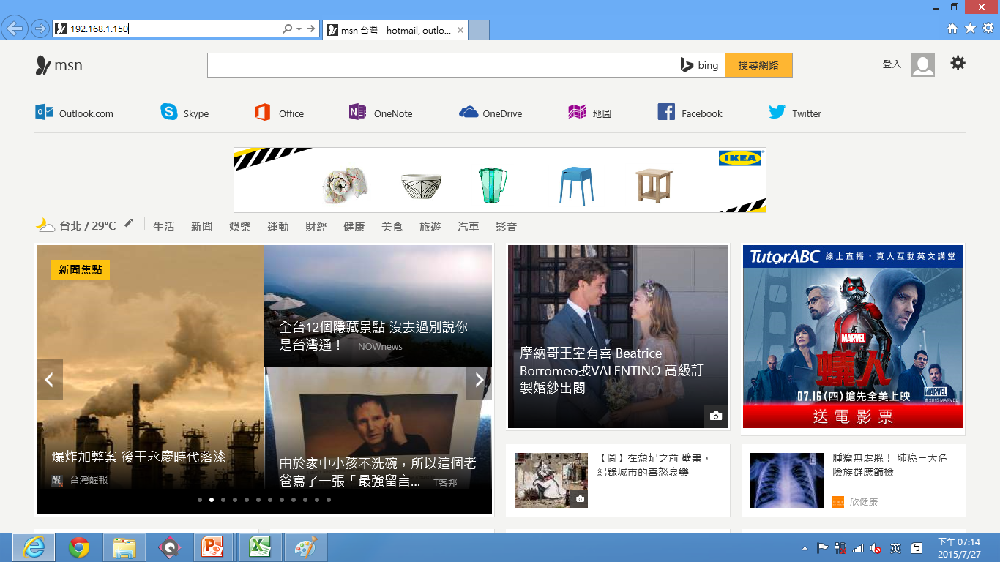 192.168.1.150
msn 台灣 – hotmail, outlo...
msn
bing
搜尋網路
登入
Outlook.com
Skype
Office
OneNote
OneDrive
地圖
Facebook
Twitter
IKEA
台北 / 29°C
生活
新聞
娛樂
運動
財經
健康
美食
旅遊
汽車
影音
新聞焦點
爆炸加弊案 後王永慶時代落漆
台灣醒報
全台12個隱藏景點 沒去過別說你
是台灣通！ NOWnews
由於家中小孩不洗碗，所以這個老
爸寫了一張「最強留言... T客邦
摩納哥王室有喜 Beatrice
Borromeo披VALENTINO 高級訂
製婚紗出閣
TutorABC 線上直播・真人互動英文講堂
MARVEL
蟻人
07.16 (四) 搶先全美上映
MARVEL
© 2015 MARVEL
送電影票
【圖】在頹圮之前 壁畫，
紀錄城市的喜怒哀樂
腫瘤無處躲！ 肺癌三大危
險族群應篩檢
欣健康
英
下午 07:14
2015/7/27